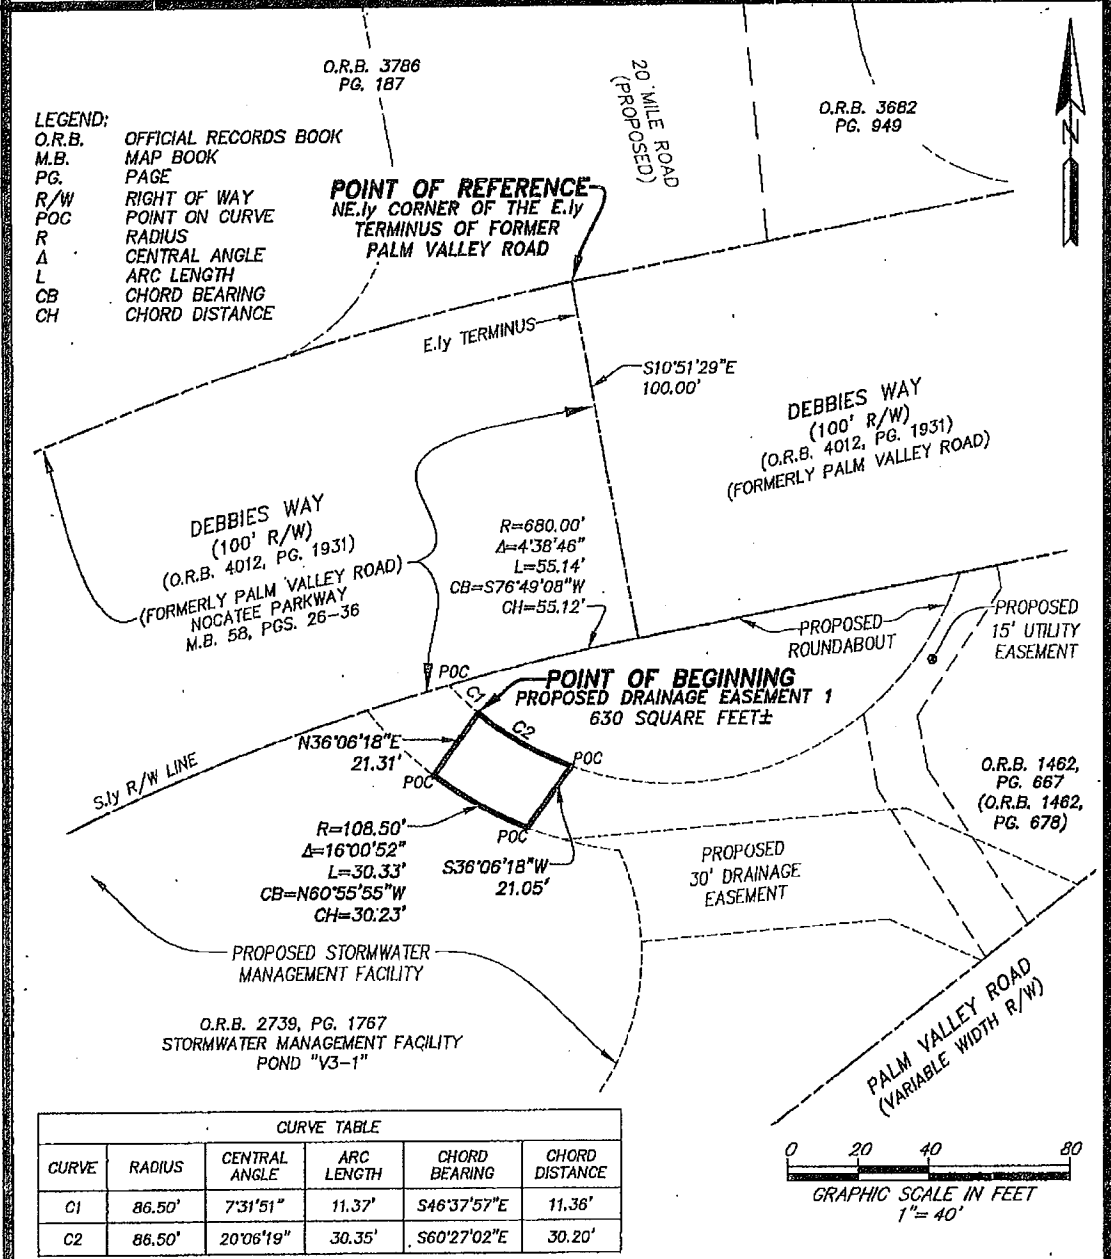 O.R.B. 3786
PG. 187
20 MILE ROAD
(PROPOSED)
O.R.B. 3682
PG. 949
N
LEGEND:
O.R.B. OFFICIAL RECORDS BOOK
M.B. MAP BOOK
PG. PAGE
R/W RIGHT OF WAY
POC POINT ON CURVE
R RADIUS
Δ CENTRAL ANGLE
L ARC LENGTH
CB CHORD BEARING
CH CHORD DISTANCE
POINT OF REFERENCE
NE.ly CORNER OF THE E.ly
TERMINUS OF FORMER
PALM VALLEY ROAD
E.ly TERMINUS
S10°51'29"E
100.00'
DEBBIES WAY
(100' R/W)
(O.R.B. 4012, PG. 1931)
(FORMERLY PALM VALLEY ROAD)
DEBBIES WAY
(100' R/W)
(O.R.B. 4012, PG. 1931)
(FORMERLY PALM VALLEY ROAD)
NOCATEE PARKWAY
M.B. 58, PGS. 26-36
R=680.00'
Δ=4°38'46"
L=55.14'
CB=S76°49'08"W
CH=55.12'
PROPOSED
ROUNDABOUT
PROPOSED
15' UTILITY
EASEMENT
POC
C1
POINT OF BEGINNING
PROPOSED DRAINAGE EASEMENT 1
630 SQUARE FEET±
C2
N36°06'18"E
21.31'
POC
POC
S.ly R/W LINE
O.R.B. 1462,
PG. 667
(O.R.B. 1462,
PG. 678)
R=108.50'
Δ=16°00'52"
L=30.33'
CB=N60°55'55"W
CH=30.23'
POC
S36°06'18"W
21.05'
PROPOSED
30' DRAINAGE
EASEMENT
PROPOSED STORMWATER
MANAGEMENT FACILITY
O.R.B. 2739, PG. 1767
STORMWATER MANAGEMENT FACILITY
POND "V3-1"
PALM VALLEY ROAD
(VARIABLE WIDTH R/W)
CURVE TABLE
CURVE RADIUS CENTRAL ANGLE ARC LENGTH CHORD BEARING CHORD DISTANCE
C1 86.50' 7°31'51" 11.37' S46°37'57"E 11.36'
C2 86.50' 20°06'19" 30.35' S60°27'02"E 30.20'
0 20 40 80
GRAPHIC SCALE IN FEET
1"= 40'